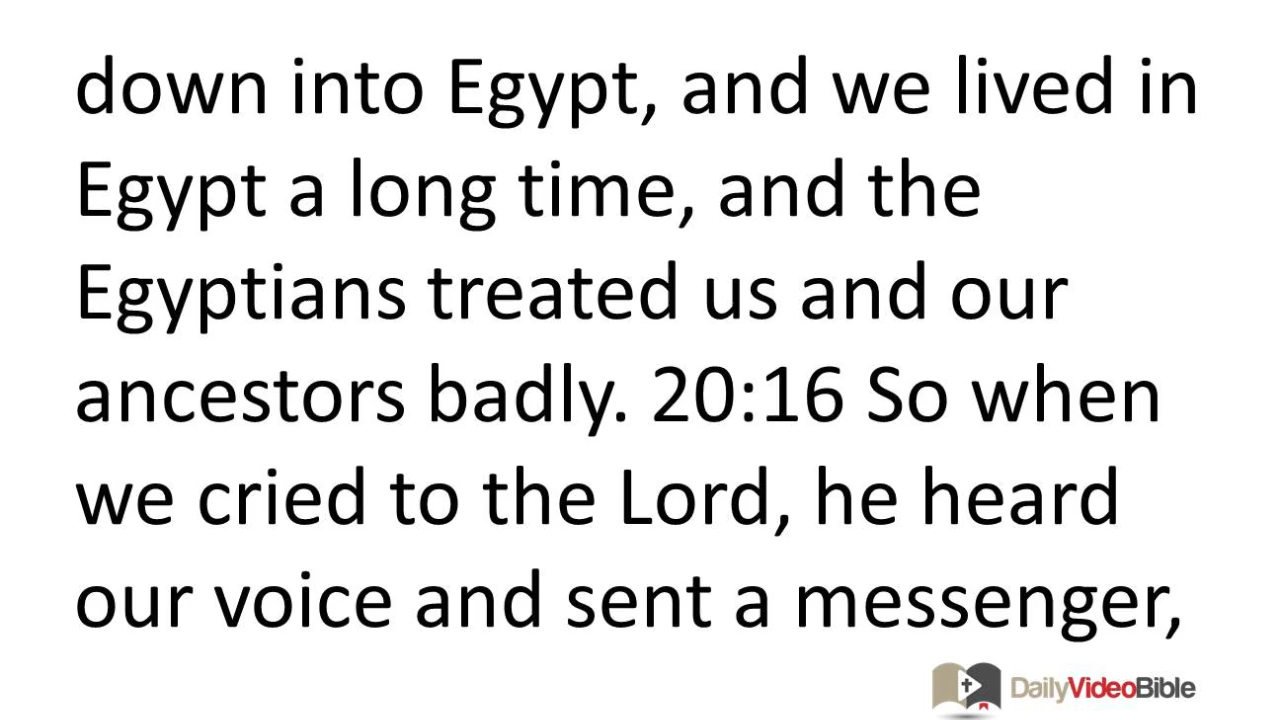 down into Egypt, and we lived in
Egypt a long time, and the
Egyptians treated us and our
ancestors badly. 20:16 So when
we cried to the Lord, he heard
our voice and sent a messenger,
DailyVideoBible